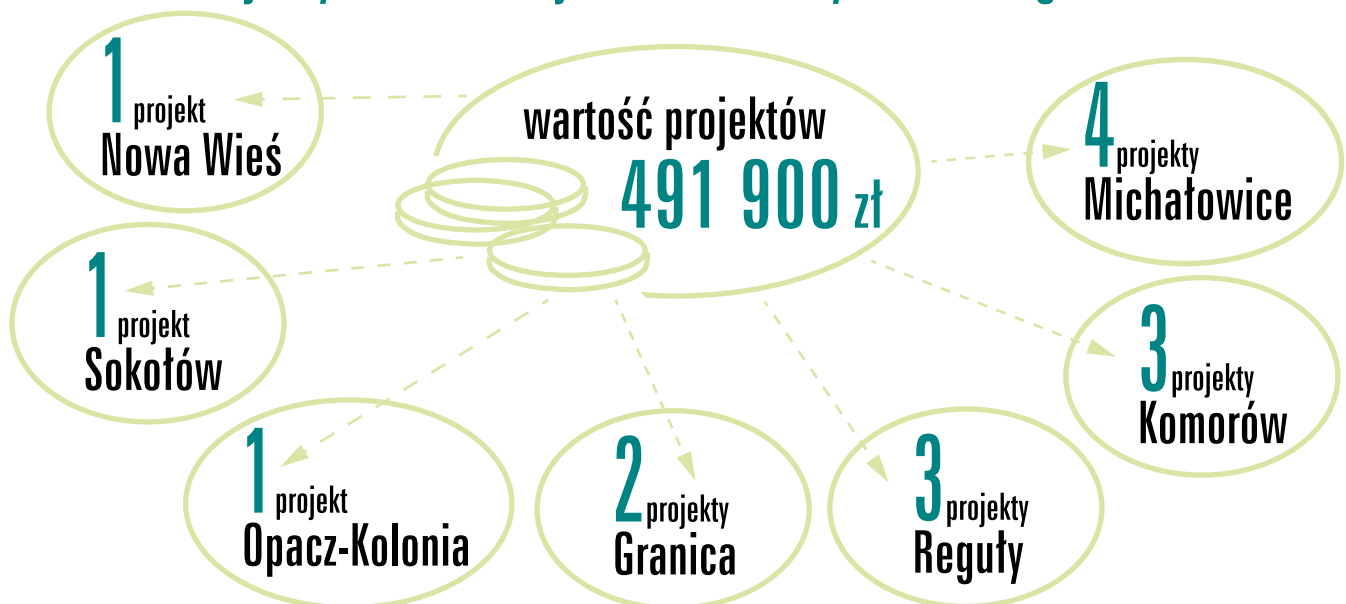 wartość projektów
491 900 zł
1 projekt
Nowa Wieś
1 projekt
Sokołów
1 projekt
Opacz-Kolonia
2 projekty
Granica
3 projekty
Reguły
3 projekty
Komorów
4 projekty
Michałowice